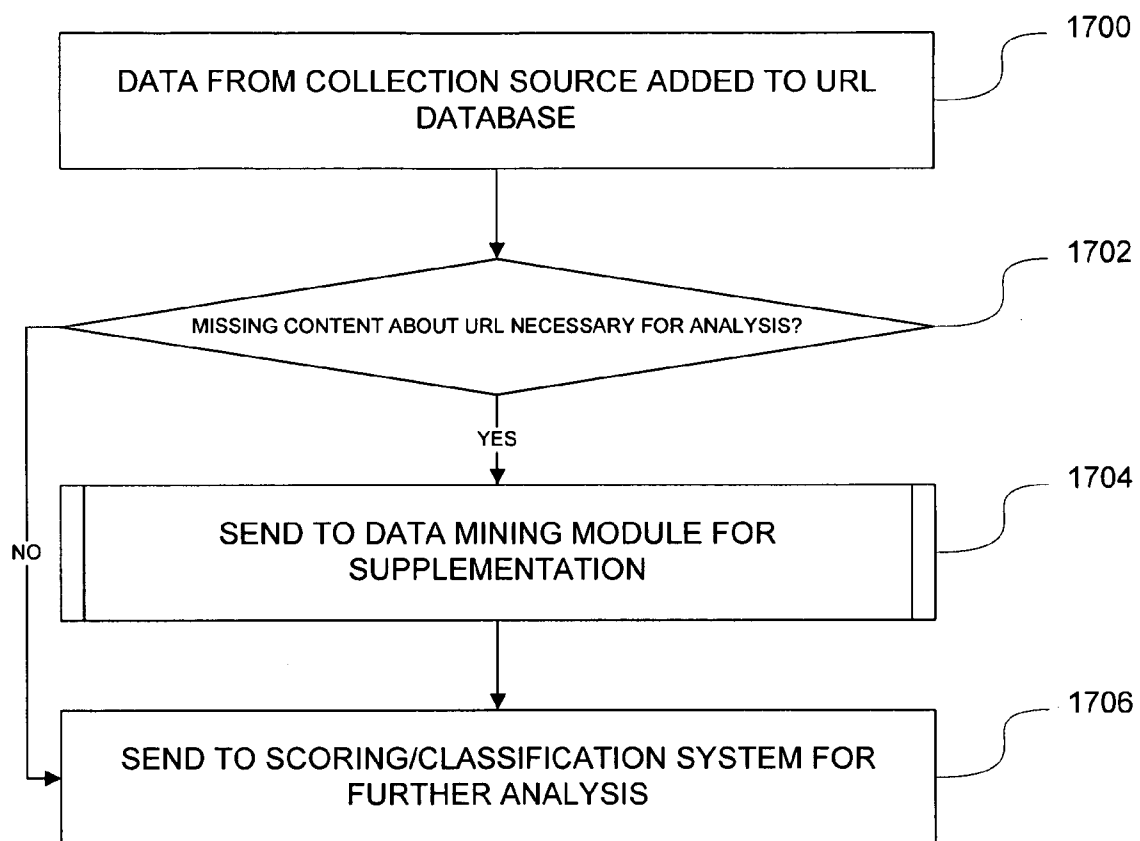 1700
DATA FROM COLLECTION SOURCE ADDED TO URL
DATABASE
1702
MISSING CONTENT ABOUT URL NECESSARY FOR ANALYSIS?
YES
1704
SEND TO DATA MINING MODULE FOR
SUPPLEMENTATION
NO
1706
SEND TO SCORING/CLASSIFICATION SYSTEM FOR
FURTHER ANALYSIS